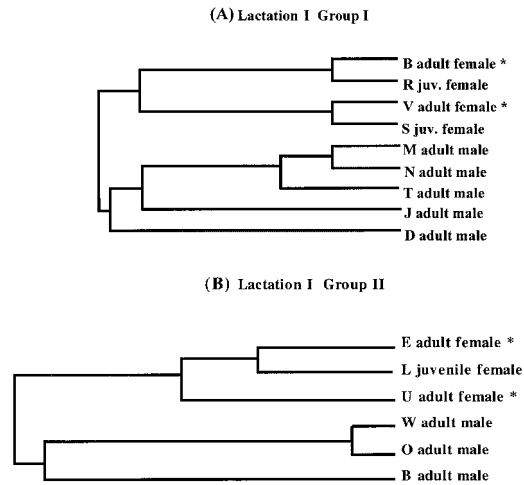 (A) Lactation I Group I
B adult female *
R juv. female
V adult female *
S juv. female
M adult male
N adult male
T adult male
J adult male
D adult male
(B) Lactation I Group II
E adult female *
L juvenile female
U adult female *
W adult male
O adult male
B adult male